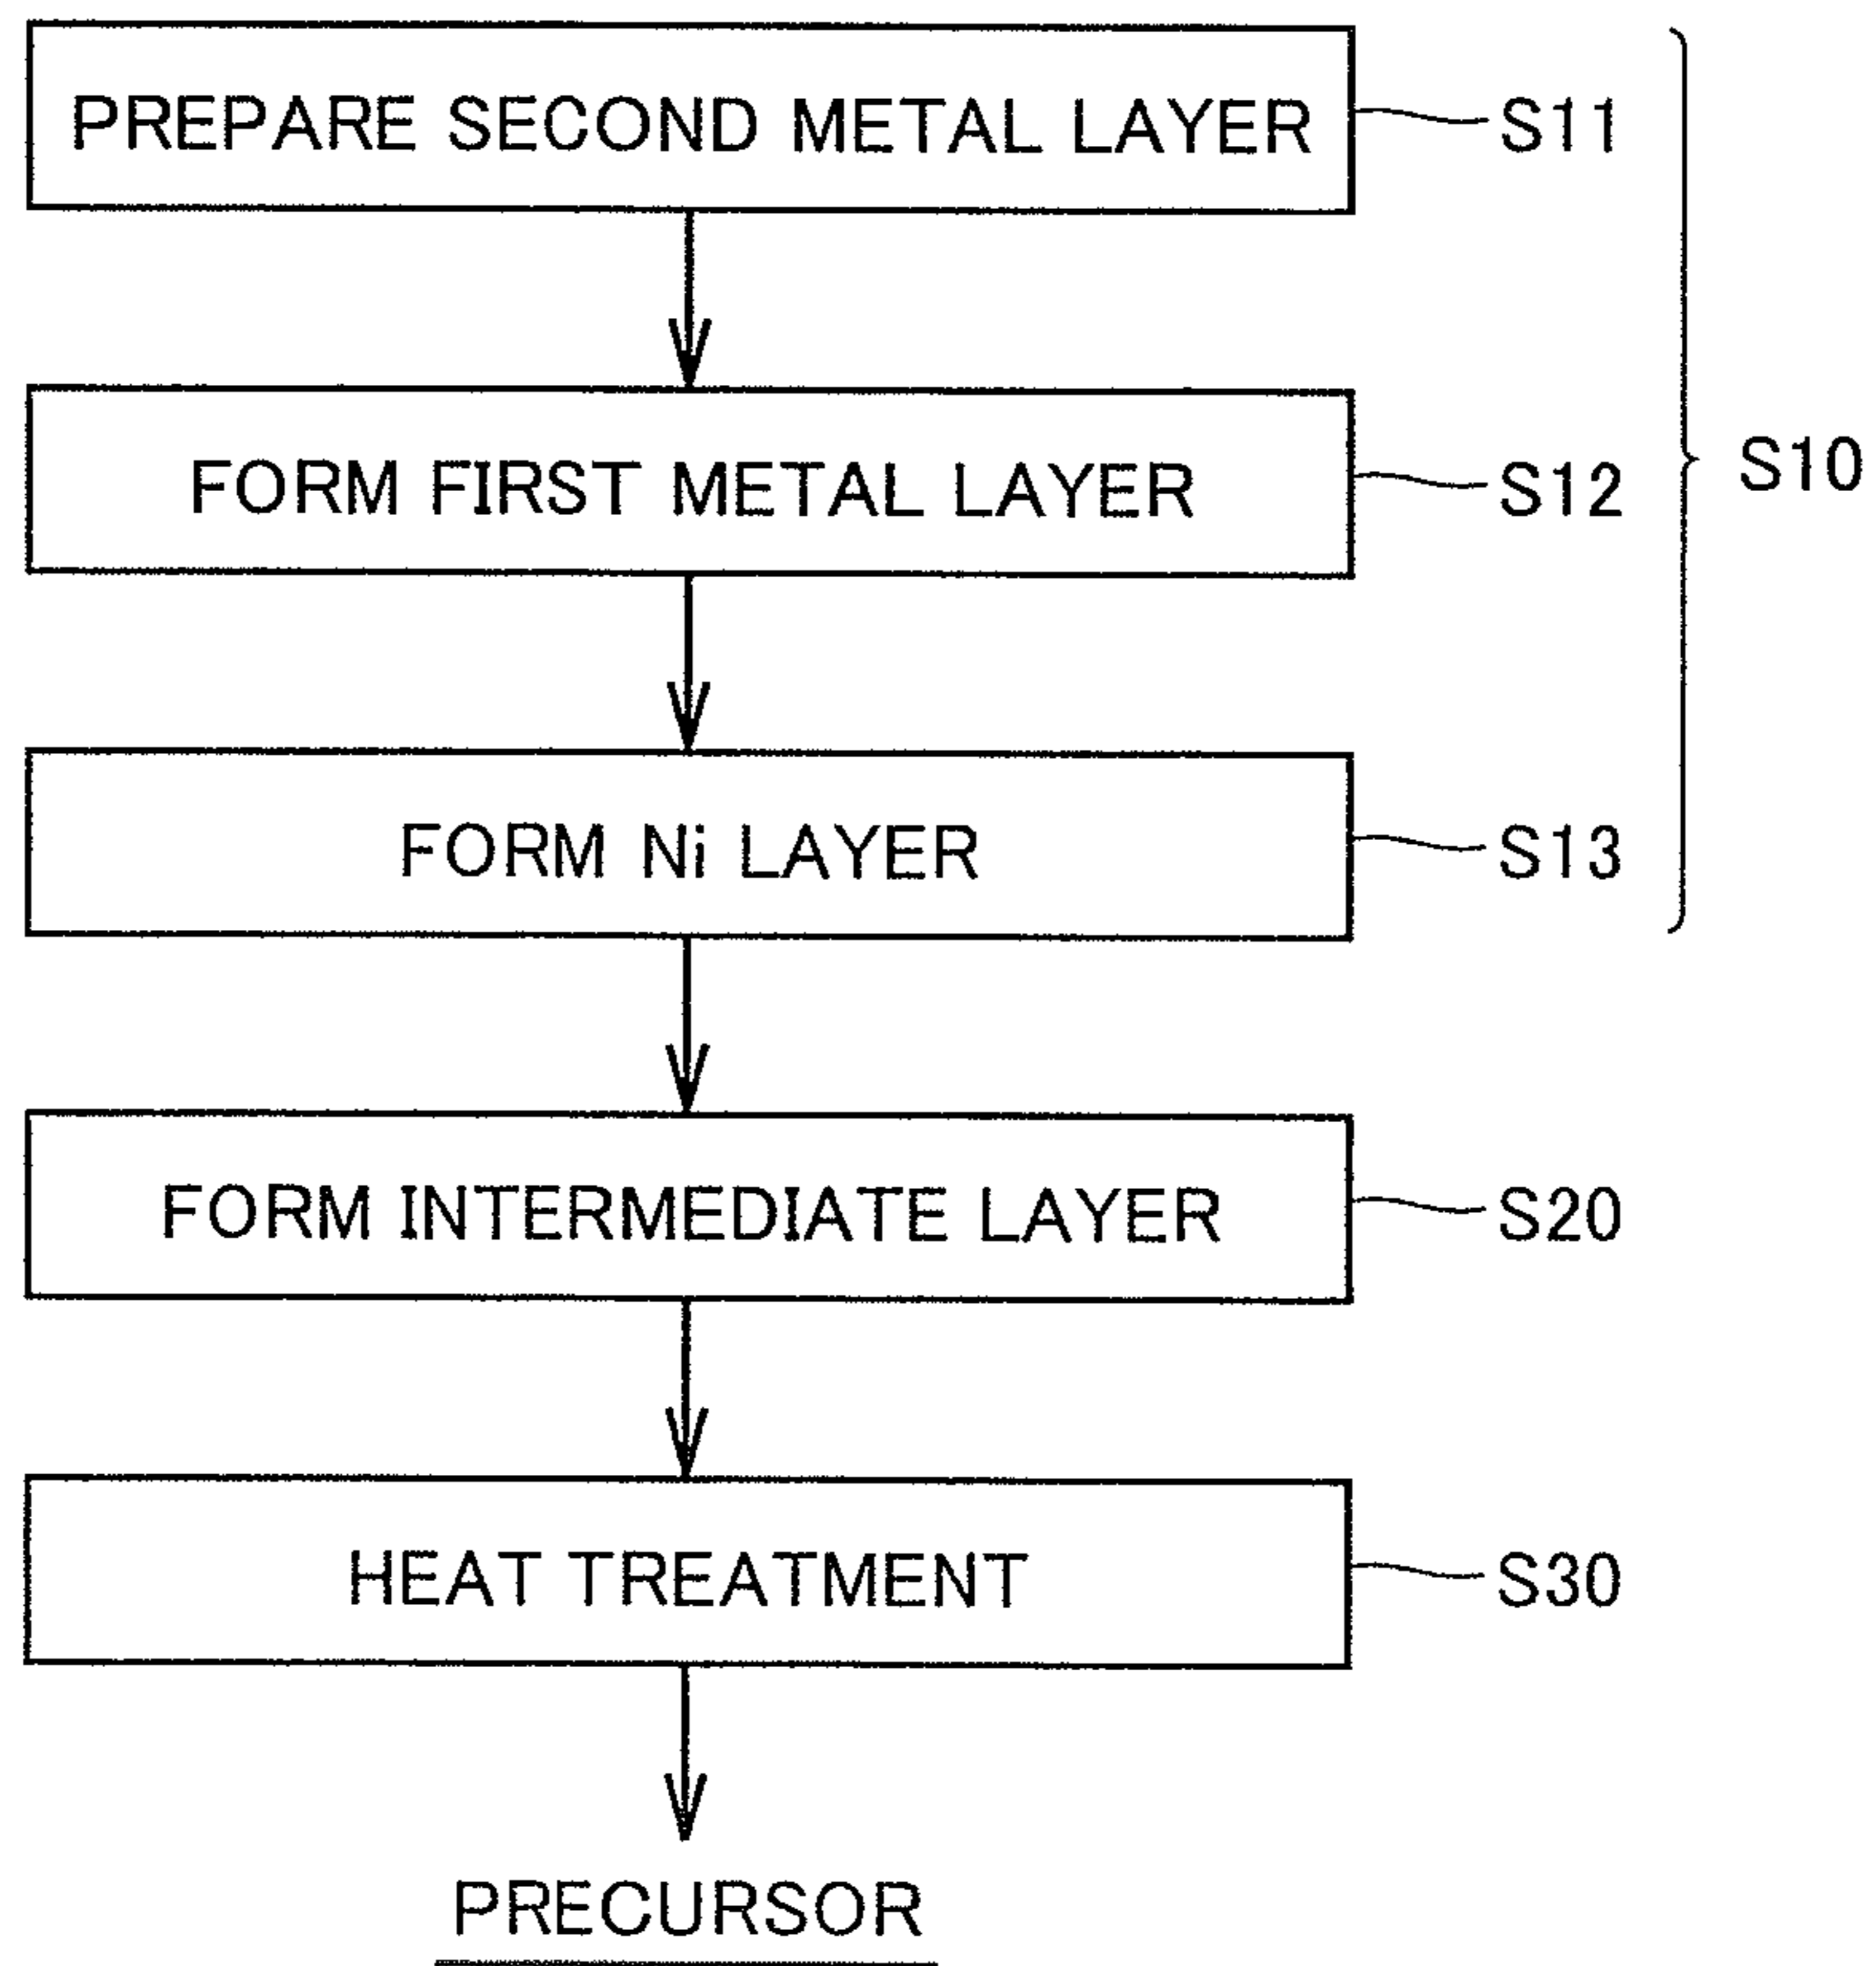 PREPARE SECOND METAL LAYER S11
FORM FIRST METAL LAYER S12
S10
FORM Ni LAYER S13
FORM INTERMEDIATE LAYER S20
HEAT TREATMENT S30
PRECURSOR